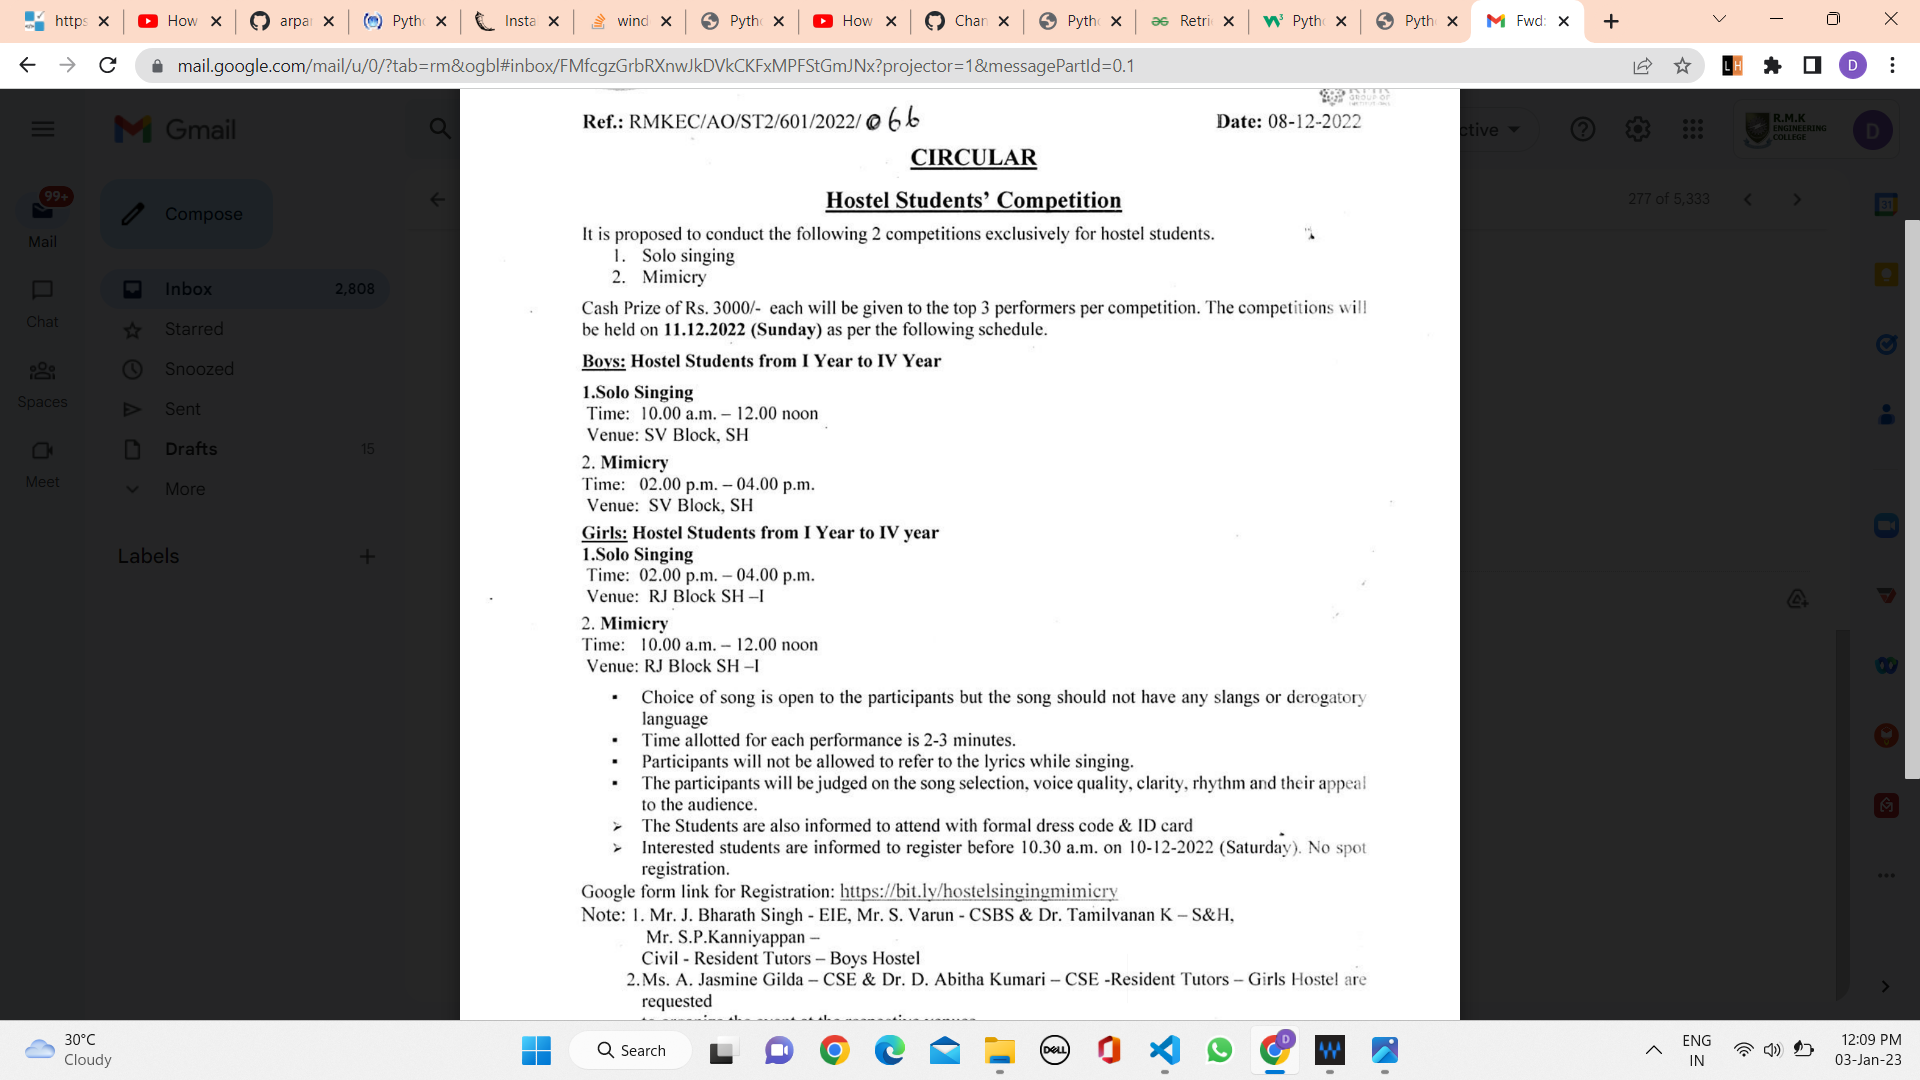 https
How
arpa
Pytho
Insta
wind
Pytho
How
Chan
Pytho
Retri
Pytho
Pytho
Fwd:
mail.google.com/mail/u/0/?tab=rm&ogbl#inbox/FMfcgzGrbRXnwJkDVkCKFxMPFStGmJNx?projector=1&messagePartId=0.1
LH
D
Gmail
ctive
R.M.K
ENGINEERING
COLLEGE
D
99+
Mail
Chat
Spaces
Meet
Compose
Inbox 2,808
Starred
Snoozed
Sent
Drafts 15
More
Labels
277 of 5,333
31
GROUP OF
Ref.: RMKEC/AO/ST2/601/2022/066 Date: 08-12-2022
CIRCULAR
Hostel Students' Competition
It is proposed to conduct the following 2 competitions exclusively for hostel students.
1. Solo singing
2. Mimicry
Cash Prize of Rs. 3000/- each will be given to the top 3 performers per competition. The competitions will
be held on 11.12.2022 (Sunday) as per the following schedule.
Boys: Hostel Students from I Year to IV Year
1.Solo Singing
Time: 10.00 a.m. – 12.00 noon
Venue: SV Block, SH
2. Mimicry
Time: 02.00 p.m. – 04.00 p.m.
Venue: SV Block, SH
Girls: Hostel Students from I Year to IV year
1.Solo Singing
Time: 02.00 p.m. – 04.00 p.m.
Venue: RJ Block SH –I
2. Mimicry
Time: 10.00 a.m. – 12.00 noon
Venue: RJ Block SH –I
▪ Choice of song is open to the participants but the song should not have any slangs or derogatory
language
▪ Time allotted for each performance is 2-3 minutes.
▪ Participants will not be allowed to refer to the lyrics while singing.
▪ The participants will be judged on the song selection, voice quality, clarity, rhythm and their appeal
to the audience.
➢ The Students are also informed to attend with formal dress code & ID card
➢ Interested students are informed to register before 10.30 a.m. on 10-12-2022 (Saturday). No spot
registration.
Google form link for Registration: https://bit.ly/hostelsingingmimicry
Note: 1. Mr. J. Bharath Singh - EIE, Mr. S. Varun - CSBS & Dr. Tamilvanan K – S&H,
Mr. S.P.Kanniyappan –
Civil - Resident Tutors – Boys Hostel
2.Ms. A. Jasmine Gilda – CSE & Dr. D. Abitha Kumari – CSE -Resident Tutors – Girls Hostel are
requested
30°C
Cloudy
Search
DELL
D
ENG
IN
12:09 PM
03-Jan-23